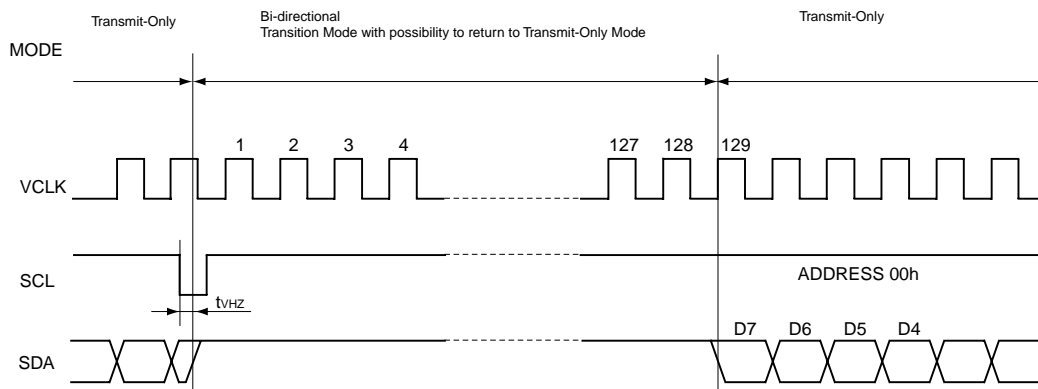 Transmit-Only
Bi-directional
Transition Mode with possibility to return to Transmit-Only Mode
Transmit-Only
MODE
1 2 3 4 127 128 129
VCLK
SCL
ADDRESS 00h
tVHZ
D7 D6 D5 D4
SDA